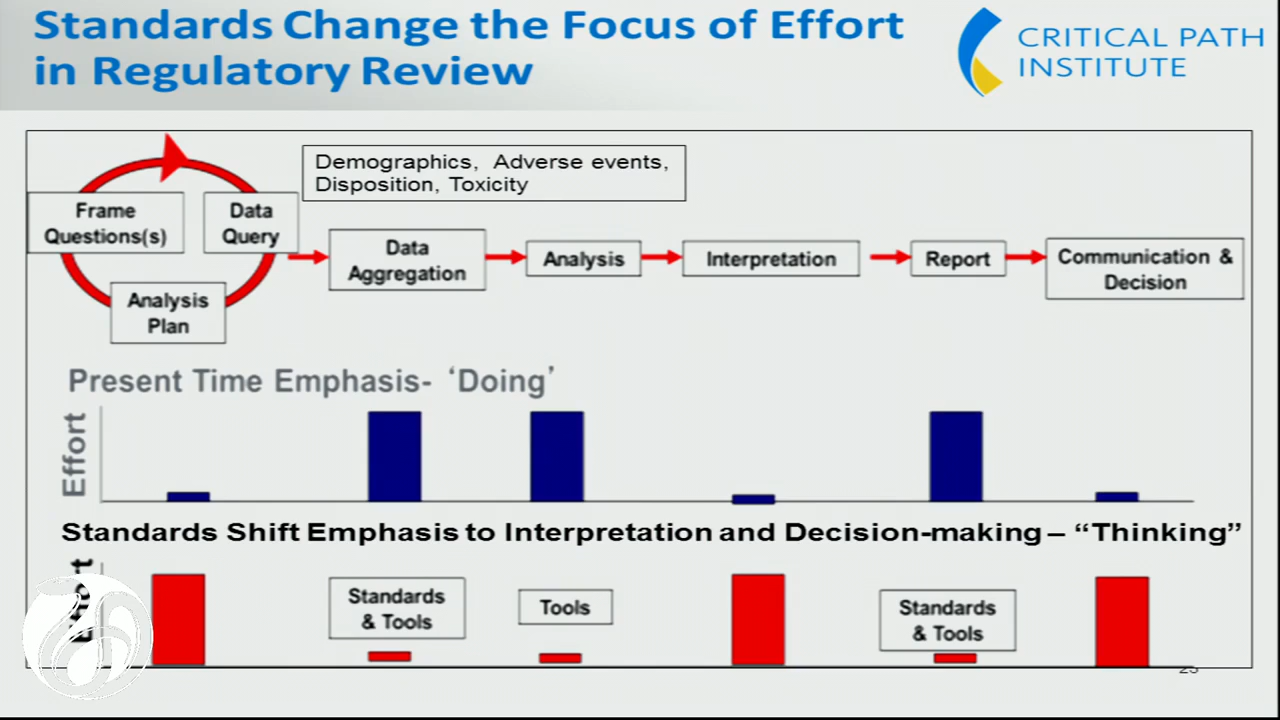 Standards Change the Focus of Effort
in Regulatory Review
CRITICAL PATH
INSTITUTE
Demographics, Adverse events,
Disposition, Toxicity
Frame
Questions(s)
Data
Query
Analysis
Plan
Data
Aggregation
Analysis
Interpretation
Report
Communication &
Decision
Present Time Emphasis- ‘Doing’
Effort
Standards Shift Emphasis to Interpretation and Decision-making – “Thinking”
Effort
Standards
& Tools
Tools
Standards
& Tools